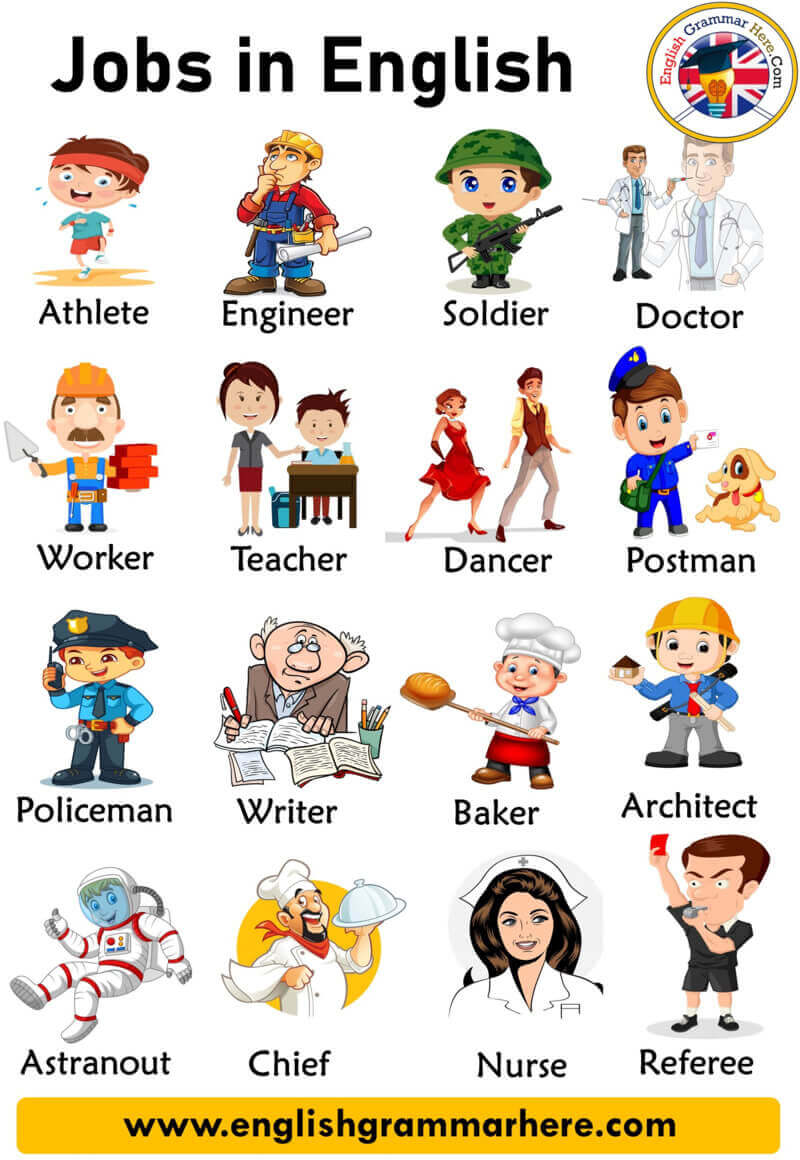 Jobs in English
English Grammar Here.Com
Athlete Engineer Soldier Doctor
Worker Teacher Dancer Postman
Policeman Writer Baker Architect
Astranout Chief Nurse Referee
www.englishgrammarhere.com